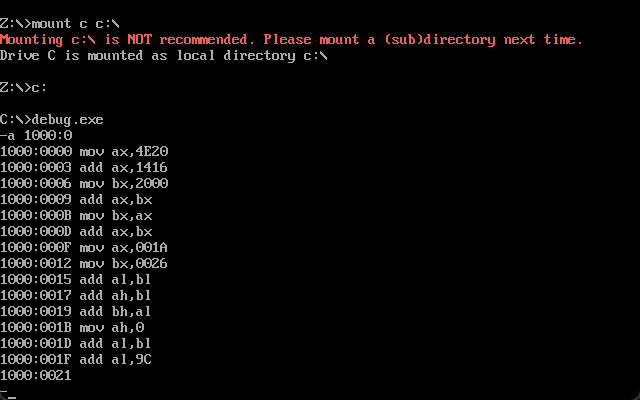 Z:\>mount c c:\
Mounting c:\ is NOT recommended. Please mount a (sub)directory next time.
Drive C is mounted as local directory c:\
Z:\>c:
C:\>debug.exe
-a 1000:0
1000:0000 mov ax,4E20
1000:0003 add ax,1416
1000:0006 mov bx,2000
1000:0009 add ax,bx
1000:000B mov bx,ax
1000:000D add ax,bx
1000:000F mov ax,001A
1000:0012 mov bx,0026
1000:0015 add al,bl
1000:0017 add ah,bl
1000:0019 add bh,al
1000:001B mov ah,0
1000:001D add al,bl
1000:001F add al,9C
1000:0021
-_